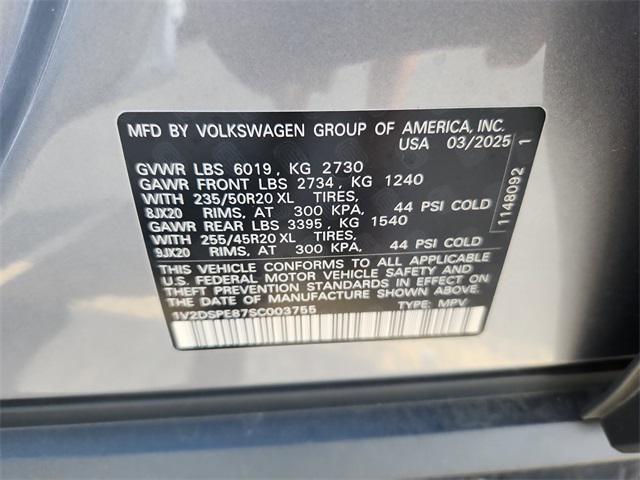 MFD BY VOLKSWAGEN GROUP OF AMERICA, INC.
USA 03/2025
GVWR LBS 6019, KG 2730
GAWR FRONT LBS 2734, KG 1240
WITH 235/50R20 XL TIRES,
8JX20 RIMS, AT 300 KPA, 44 PSI COLD
GAWR REAR LBS 3395, KG 1540
WITH 255/45R20 XL TIRES,
9JX20 RIMS, AT 300 KPA, 44 PSI COLD
THIS VEHICLE CONFORMS TO ALL APPLICABLE
U.S. FEDERAL MOTOR VEHICLE SAFETY AND
THEFT PREVENTION STANDARDS IN EFFECT ON
THE DATE OF MANUFACTURE SHOWN ABOVE.
1V2DSPE87SC003755 TYPE: MPV
1148092 1